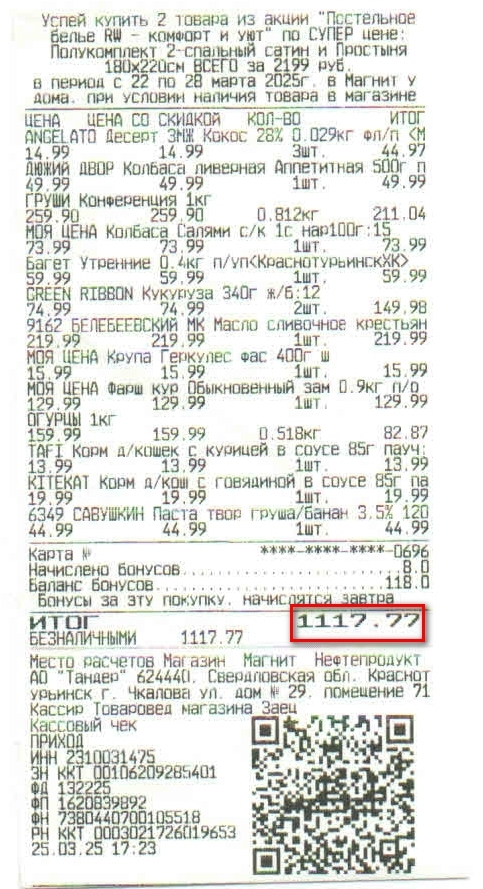 Успей купить 2 товара из акции "Постельное
белье RW - комфорт и уют" по СУПЕР цене:
Полукомплект 2-спальный сатин и Простыня
180х220см ВСЕГО за 2199 руб.
в период с 22 по 28 марта 2025г. в Магнит у
дома. при условии наличия товара в магазине
ЦЕНА ЦЕНА СО СКИДКОЙ КОЛ-ВО ИТОГ
ANGELATO Десерт ЗМЖ Кокос 28% 0.029кг фл/п <М
14.99 14.99 3шт. 44.97
ДЮЖИЙ ДВОР Колбаса ливерная Аппетитная 500г п
49.99 49.99 1шт. 49.99
ГРУШИ Конференция 1кг
259.90 259.90 0.812кг 211.04
МОЯ ЦЕНА Колбаса Салями с/к 1с нар100г:15
73.99 73.99 1шт. 73.99
Багет Утренние 0.4кг п/уп<КраснотурьинскХК>
59.99 59.99 1шт. 59.99
GREEN RIBBON Кукуруза 340г ж/б:12
74.99 74.99 2шт. 149.98
9162 БЕЛЕБЕЕВСКИЙ МК Масло сливочное крестьян
219.99 219.99 1шт. 219.99
МОЯ ЦЕНА Крупа Геркулес фас 400г ш
15.99 15.99 1шт. 15.99
МОЯ ЦЕНА Фарш кур Обыкновенный зам 0.9кг п/о
129.99 129.99 1шт. 129.99
ОГУРЦЫ 1кг
159.99 159.99 0.518кг 82.87
TAFI Корм д/кошек с курицей в соусе 85г пауч:
13.99 13.99 1шт. 13.99
KITEKAT Корм д/кош с говядиной в соусе 85г па
19.99 19.99 1шт. 19.99
6349 САВУШКИН Паста твор груша/банан 3.5% 120
44.99 44.99 1шт. 44.99
Карта № ****-****-****-0696
Начислено бонусов..................8.0
Баланс бонусов.....................118.0
Бонусы за эту покупку. начислятся завтра
ИТОГ 1117.77
БЕЗНАЛИЧНЫМИ 1117.77
Место расчетов Магазин Магнит Нефтепродукт
АО "Тандер" 624440. Свердловская обл. Краснот
урьинск г. Чкалова ул. дом № 29. помещение 71
Кассир Товаровед магазина Заец
Кассовый чек
ПРИХОД
ИНН 2310031475
ЗН ККТ 00106209285401
ФД 132225
ФП 1620839892
ФН 7380440700105518
РН ККТ 0003021726019653
25.03.25 17:23